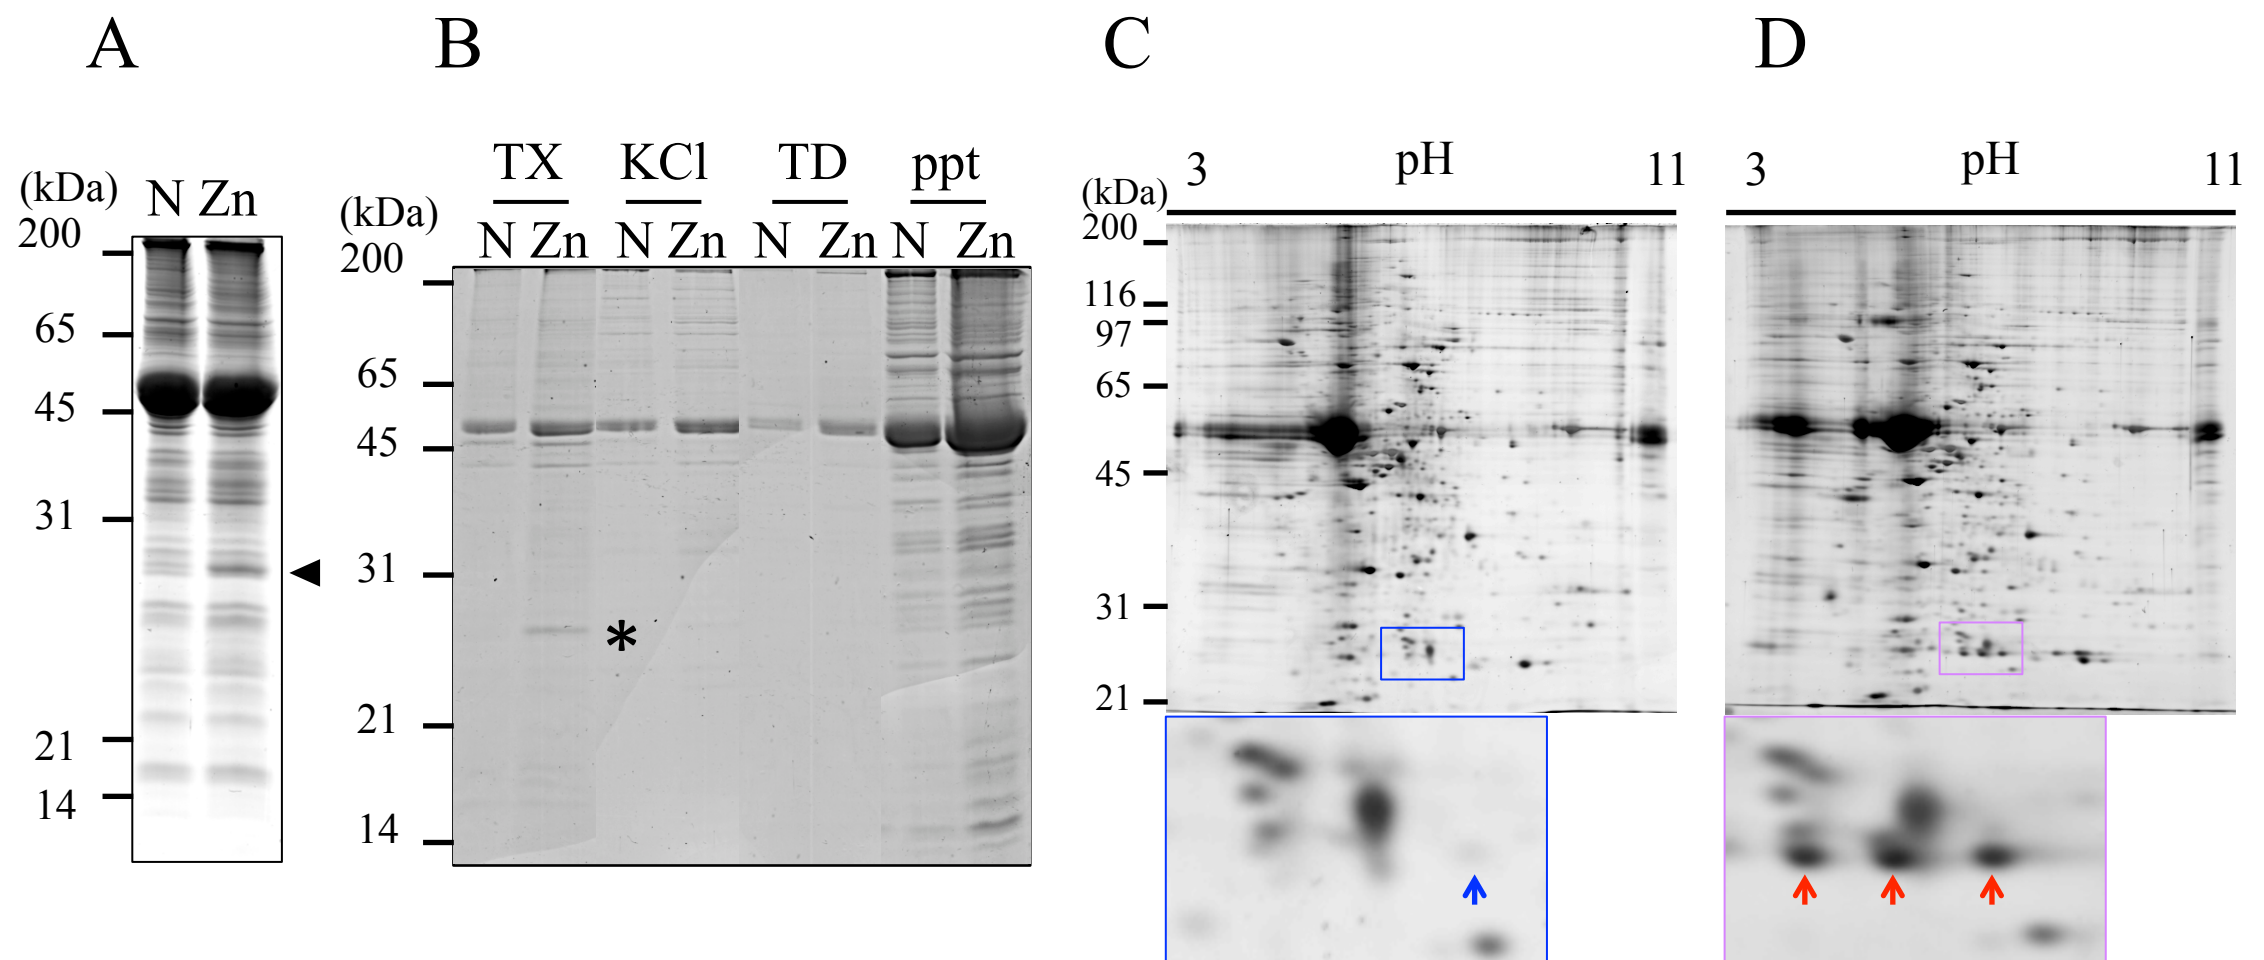 A
B
C
D
(kDa)
N Zn
200
65
45
31
21
14
TX KCl TD ppt
(kDa)
N Zn N Zn N Zn N Zn
200
65
45
31
21
14
*
3 pH 11
(kDa)
200
116
97
65
45
31
21
3 pH 11